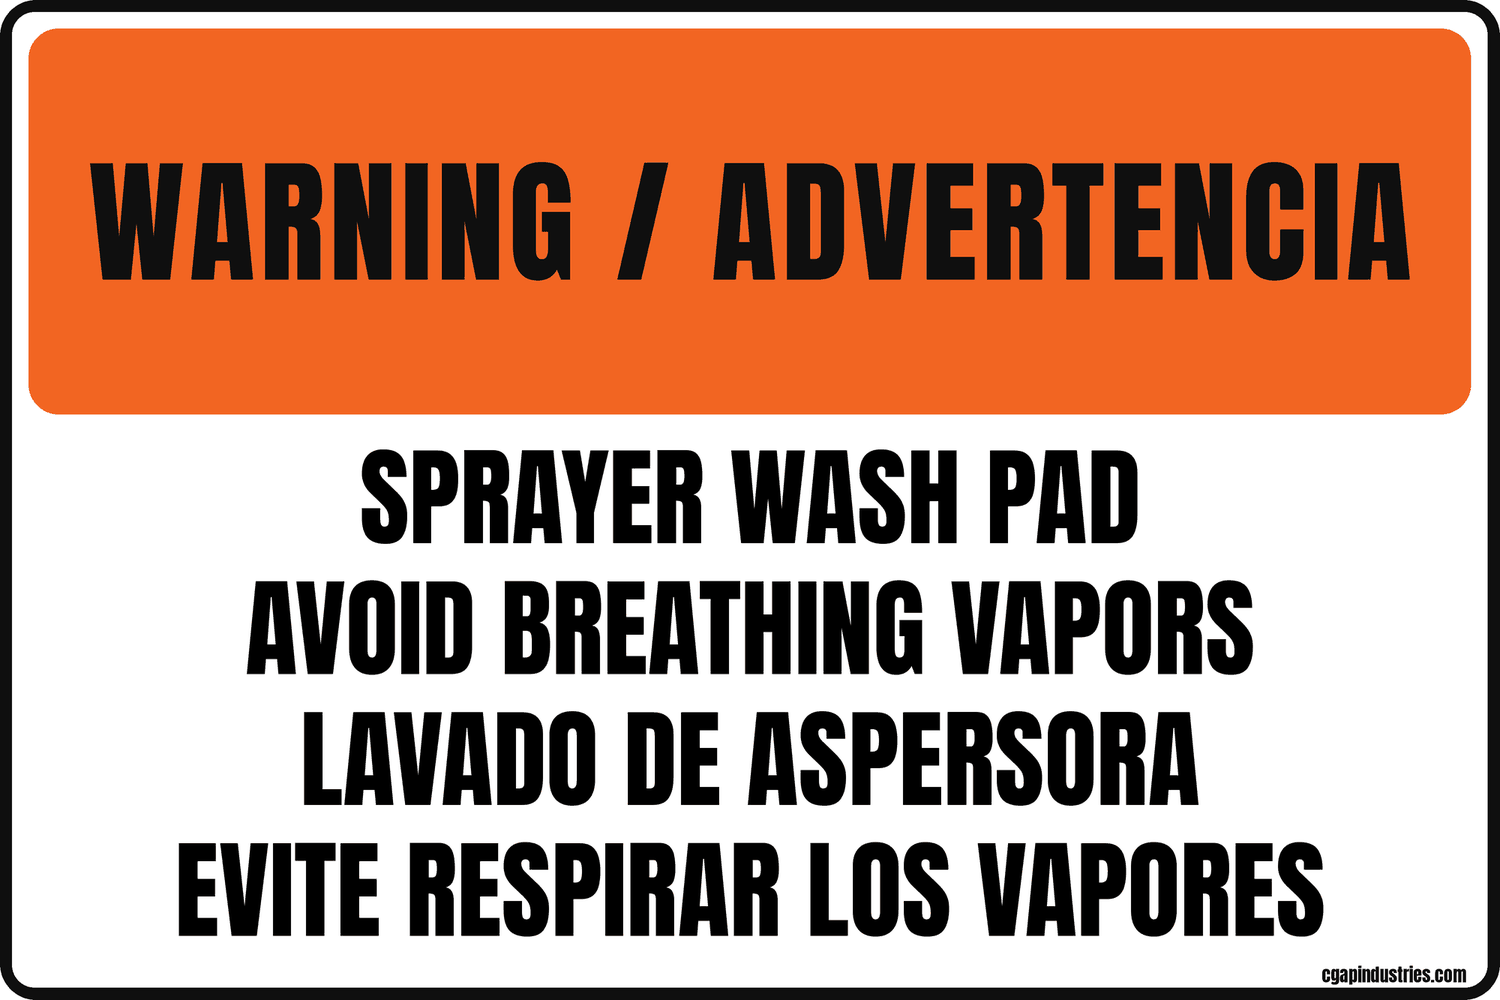 WARNING / ADVERTENCIA
SPRAYER WASH PAD
AVOID BREATHING VAPORS
LAVADO DE ASPERSORA
EVITE RESPIRAR LOS VAPORES
cgapindustries.com